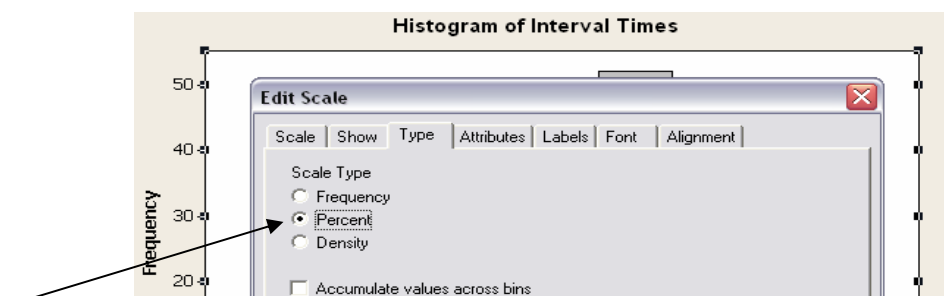 Histogram of Interval Times
50
Edit Scale
Scale Show Type Attributes Labels Font Alignment
40
Scale Type
Frequency
30
Percent
Density
Frequency
20
Accumulate values across bins